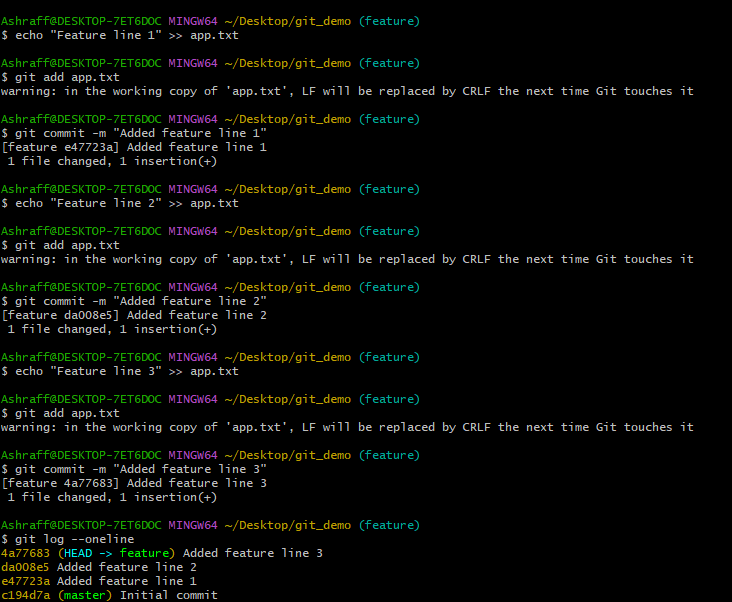 Ashraff@DESKTOP-7ET6DOC MINGW64 ~/Desktop/git_demo (feature)
$ echo "Feature line 1" >> app.txt
Ashraff@DESKTOP-7ET6DOC MINGW64 ~/Desktop/git_demo (feature)
$ git add app.txt
warning: in the working copy of 'app.txt', LF will be replaced by CRLF the next time Git touches it
Ashraff@DESKTOP-7ET6DOC MINGW64 ~/Desktop/git_demo (feature)
$ git commit -m "Added feature line 1"
[feature e47723a] Added feature line 1
 1 file changed, 1 insertion(+)
Ashraff@DESKTOP-7ET6DOC MINGW64 ~/Desktop/git_demo (feature)
$ echo "Feature line 2" >> app.txt
Ashraff@DESKTOP-7ET6DOC MINGW64 ~/Desktop/git_demo (feature)
$ git add app.txt
warning: in the working copy of 'app.txt', LF will be replaced by CRLF the next time Git touches it
Ashraff@DESKTOP-7ET6DOC MINGW64 ~/Desktop/git_demo (feature)
$ git commit -m "Added feature line 2"
[feature da008e5] Added feature line 2
 1 file changed, 1 insertion(+)
Ashraff@DESKTOP-7ET6DOC MINGW64 ~/Desktop/git_demo (feature)
$ echo "Feature line 3" >> app.txt
Ashraff@DESKTOP-7ET6DOC MINGW64 ~/Desktop/git_demo (feature)
$ git add app.txt
warning: in the working copy of 'app.txt', LF will be replaced by CRLF the next time Git touches it
Ashraff@DESKTOP-7ET6DOC MINGW64 ~/Desktop/git_demo (feature)
$ git commit -m "Added feature line 3"
[feature 4a77683] Added feature line 3
 1 file changed, 1 insertion(+)
Ashraff@DESKTOP-7ET6DOC MINGW64 ~/Desktop/git_demo (feature)
$ git log --oneline
4a77683 (HEAD -> feature) Added feature line 3
da008e5 Added feature line 2
e47723a Added feature line 1
c194d7a (master) Initial commit